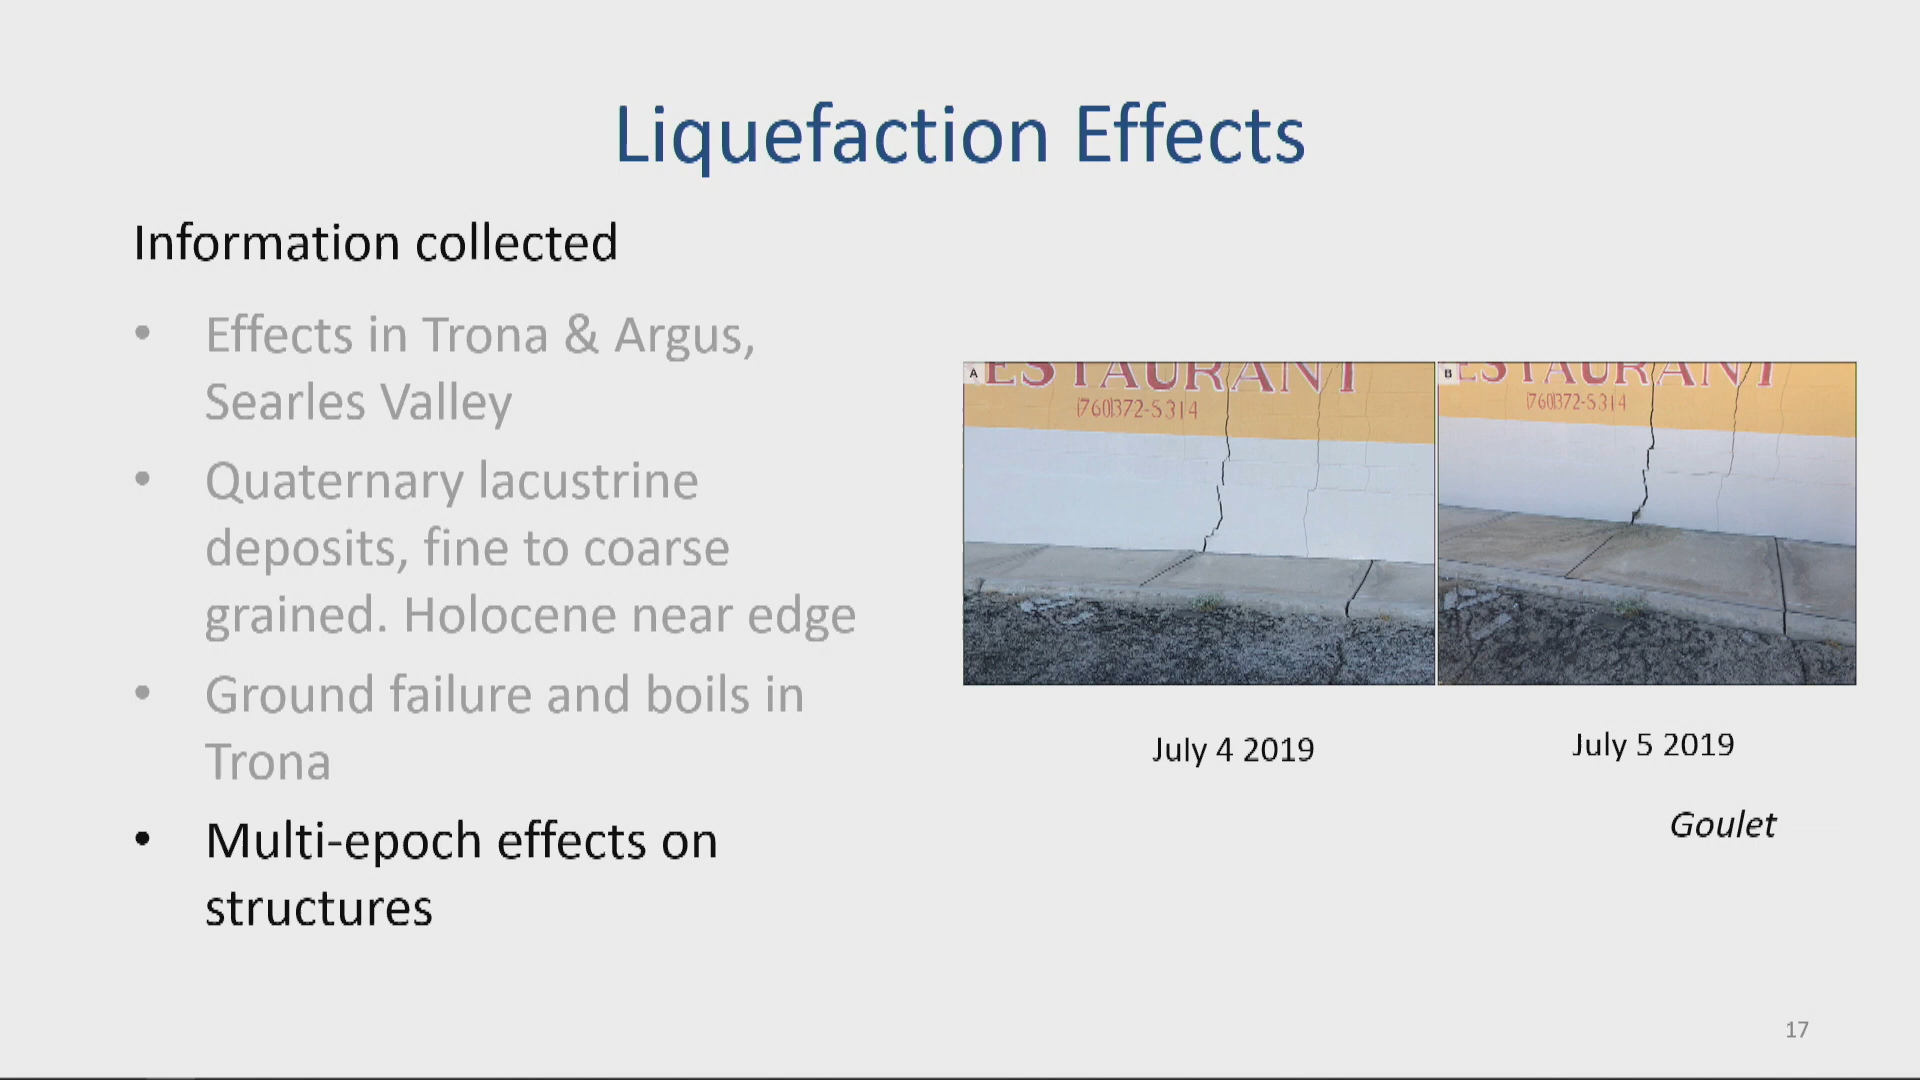 Liquefaction Effects
Information collected
• Effects in Trona & Argus,
Searles Valley
• Quaternary lacustrine
deposits, fine to coarse
grained. Holocene near edge
• Ground failure and boils in
Trona
• Multi-epoch effects on
structures
A
ESTAURANT
(760)372-5314
B
ESTAURANT
(760)372-5314
July 4 2019
July 5 2019
Goulet
17